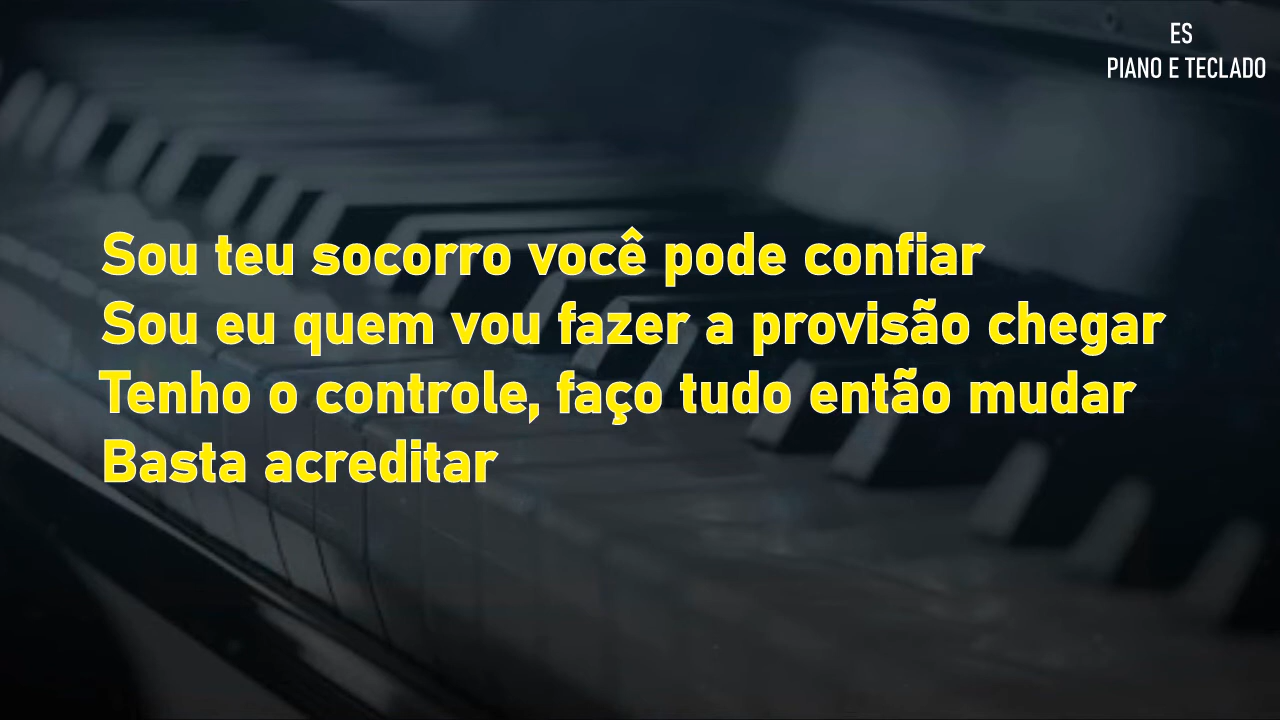 ES
PIANO E TECLADO
Sou teu socorro você pode confiar
Sou eu quem vou fazer a provisão chegar
Tenho o controle, faço tudo então mudar
Basta acreditar